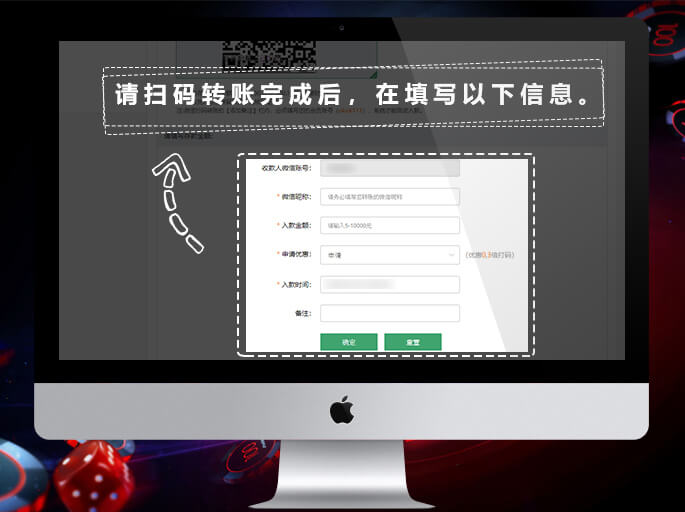 请扫码转账完成后，在填写以下信息。
收款人微信账号：
* 微信昵称：
请务必填写您转账的微信昵称
* 入款金额：
请输入5-10000元
* 申请优惠：
申请
（优惠0.3倍打码）
* 入款时间：
备注：
确定
重置